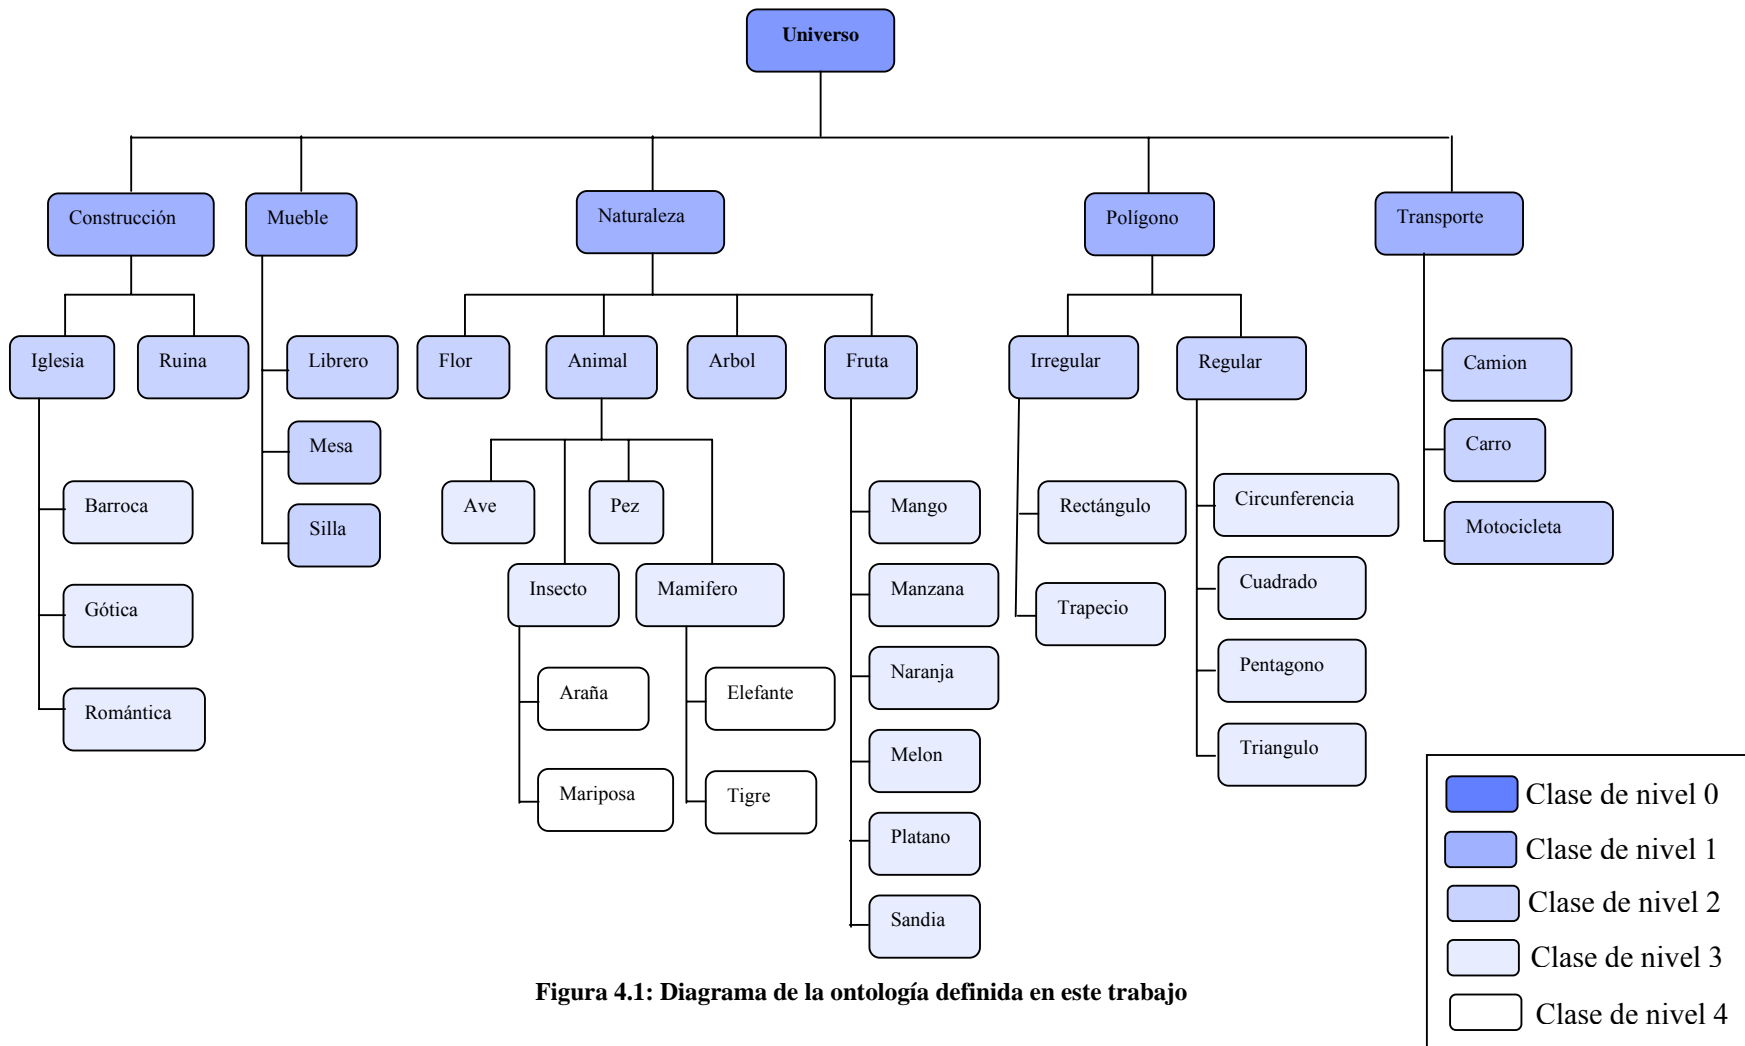 Universo
Construcción
Mueble
Naturaleza
Polígono
Transporte
Iglesia
Ruina
Librero
Flor
Animal
Arbol
Fruta
Irregular
Regular
Camion
Mesa
Carro
Barroca
Silla
Ave
Pez
Mango
Rectángulo
Circunferencia
Motocicleta
Gótica
Insecto
Mamifero
Manzana
Trapecio
Cuadrado
Romántica
Araña
Elefante
Naranja
Pentagono
Mariposa
Tigre
Melon
Triangulo
Platano
Sandia
Clase de nivel 0
Clase de nivel 1
Clase de nivel 2
Clase de nivel 3
Clase de nivel 4
Figura 4.1: Diagrama de la ontología definida en este trabajo